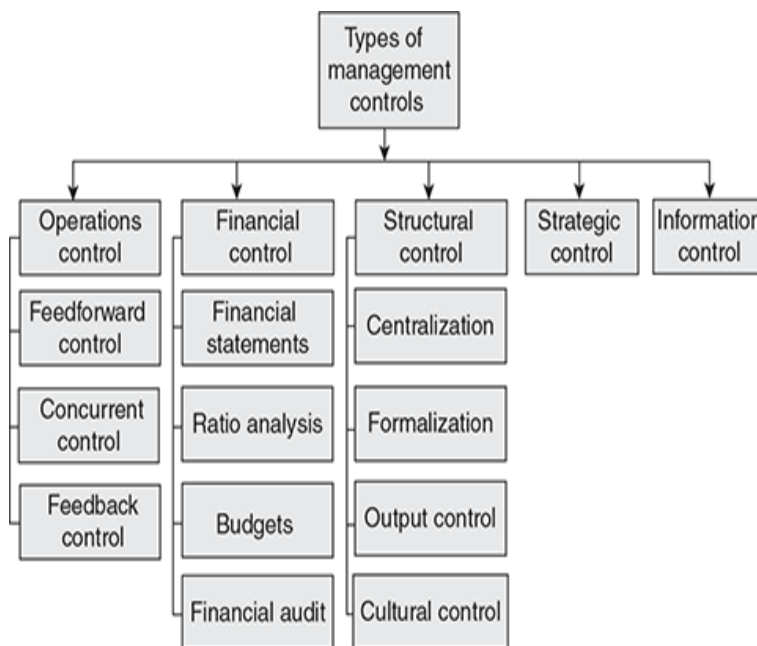 Types of
management
controls
Operations
control
Financial
control
Structural
control
Strategic
control
Information
control
Feedforward
control
Concurrent
control
Feedback
control
Financial
statements
Ratio analysis
Budgets
Financial audit
Centralization
Formalization
Output control
Cultural control